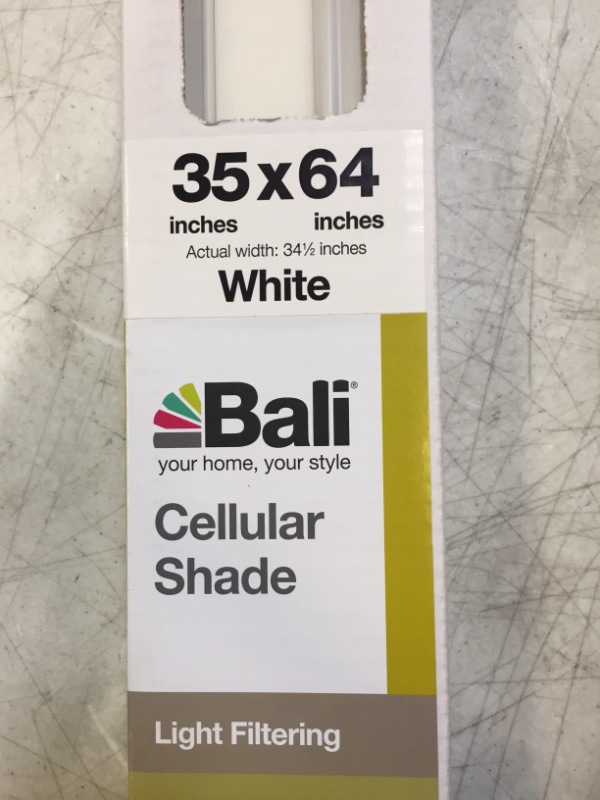 35 x 64
inches inches
Actual width: 34½ inches
White
Bali®
your home, your style
Cellular
Shade
Light Filtering